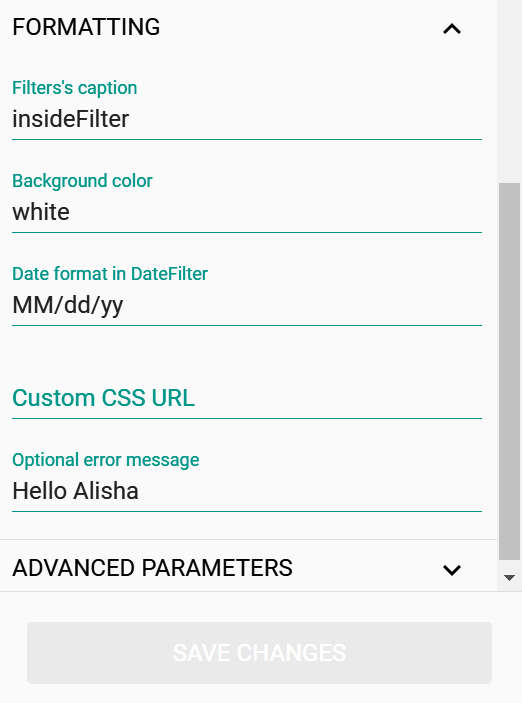 FORMATTING
Filters's caption
insideFilter
Background color
white
Date format in DateFilter
MM/dd/yy
Custom CSS URL
Optional error message
Hello Alisha
ADVANCED PARAMETERS
SAVE CHANGES